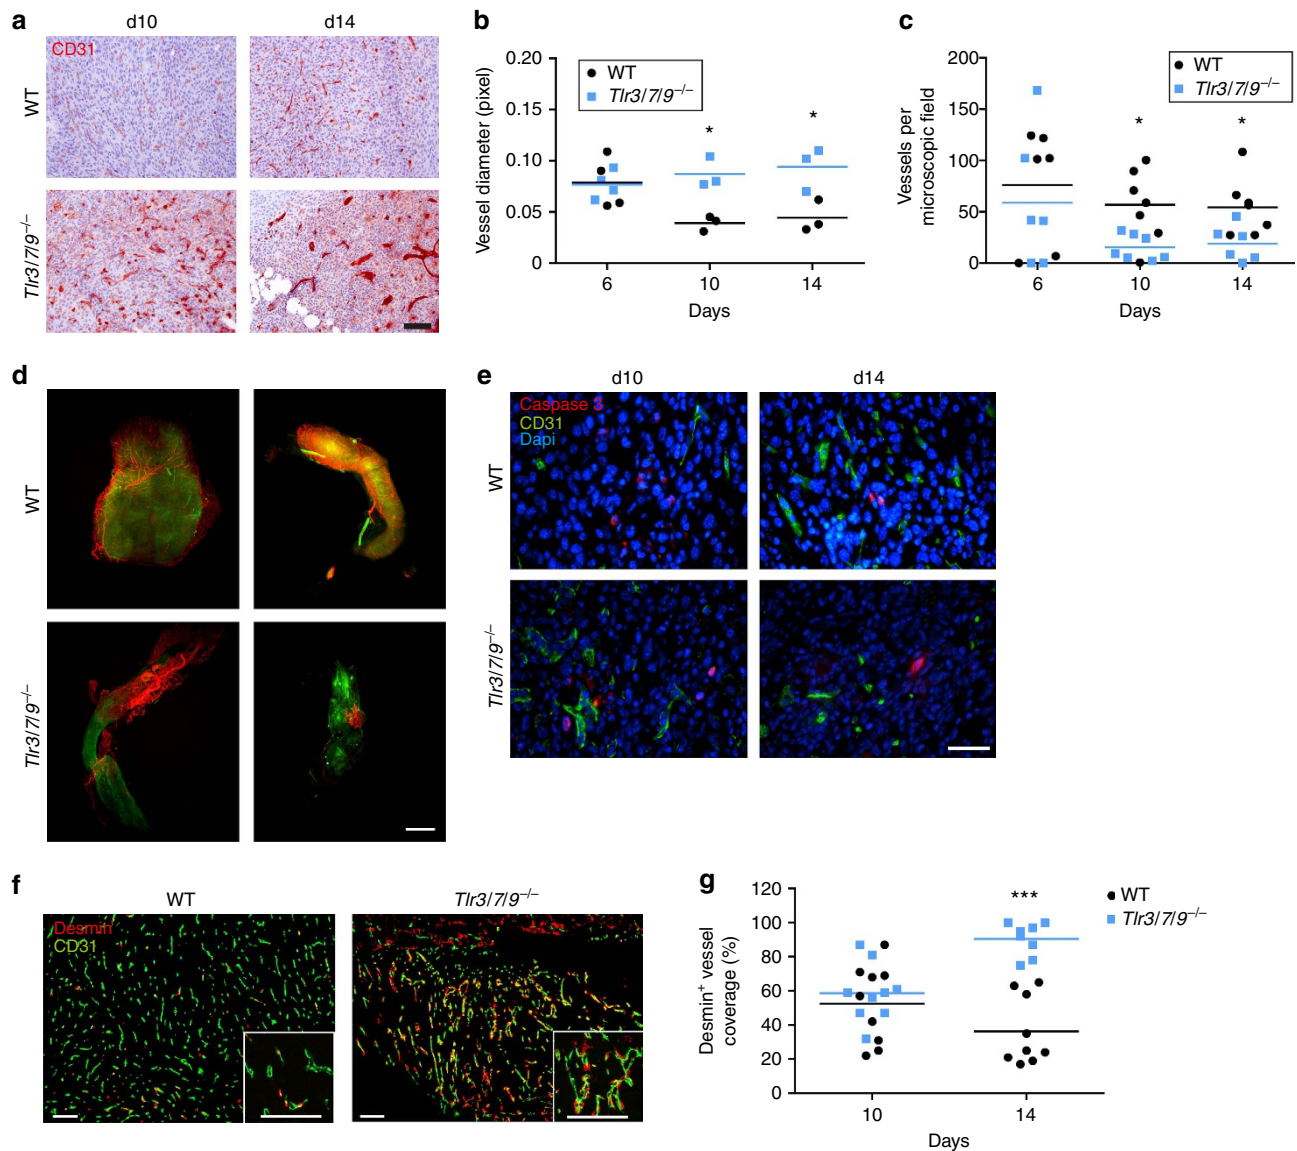 a
d10
d14
CD31
WT
Tlr3/7/9–/–
b
Vessel diameter (pixel)
0.20
0.15
0.10
0.05
0
WT
Tlr3/7/9–/–
*
*
6
10
14
Days
c
Vessels per
microscopic field
200
150
100
50
0
WT
Tlr3/7/9–/–
*
*
6
10
14
Days
d
WT
Tlr3/7/9–/–
e
d10
d14
Caspase 3
CD31
Dapi
WT
Tlr3/7/9–/–
f
WT
Tlr3/7/9–/–
Desmin
CD31
g
Desmin+ vessel
coverage (%)
120
100
80
60
40
20
0
***
WT
Tlr3/7/9–/–
10
14
Days